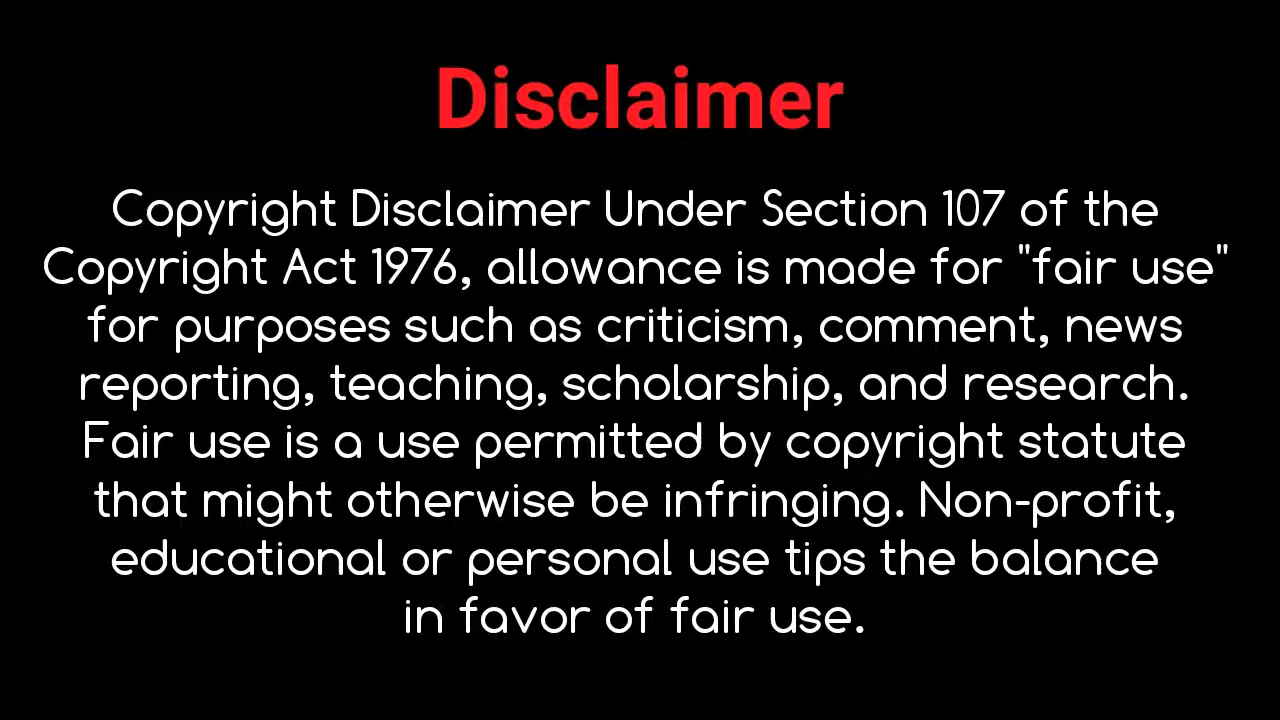 Disclaimer
Copyright Disclaimer Under Section 107 of the
Copyright Act 1976, allowance is made for "fair use"
for purposes such as criticism, comment, news
reporting, teaching, scholarship, and research.
Fair use is a use permitted by copyright statute
that might otherwise be infringing. Non-profit,
educational or personal use tips the balance
in favor of fair use.